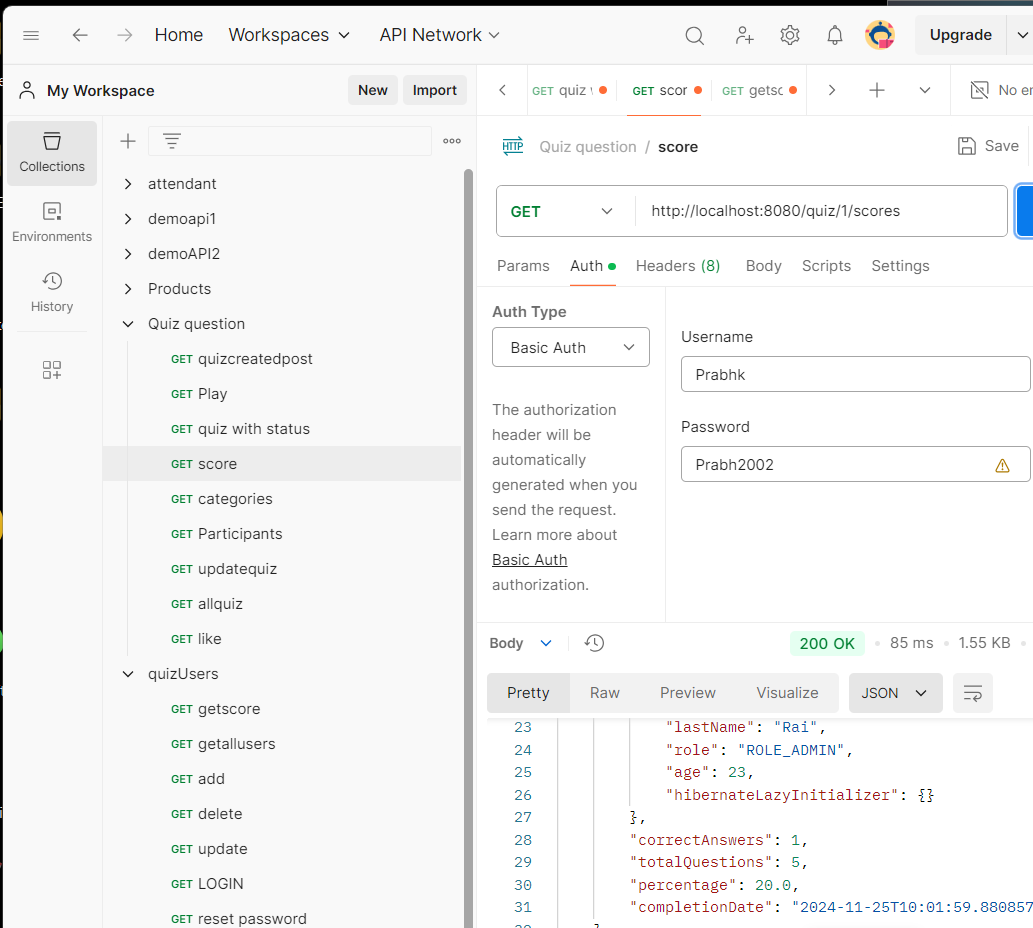 Home Workspaces API Network Upgrade
My Workspace New Import
GET quiz GET scor GET getsc No
HTTP Quiz question / score Save
Collections
Environments
History
attendant
demoapi1
demoAPI2
Products
Quiz question
GET quizcreatedpost
GET Play
GET quiz with status
GET score
GET categories
GET Participants
GET updatequiz
GET allquiz
GET like
quizUsers
GET getscore
GET getallusers
GET add
GET delete
GET update
GET LOGIN
GET reset password
GET http://localhost:8080/quiz/1/scores
Params Auth Headers (8) Body Scripts Settings
Auth Type
Basic Auth
The authorization
header will be
automatically
generated when you
send the request.
Learn more about
Basic Auth
authorization.
Username
Prabhk
Password
Prabh2002
Body 200 OK 85 ms 1.55 KB
Pretty Raw Preview Visualize JSON
23 "lastName": "Rai",
24 "role": "ROLE_ADMIN",
25 "age": 23,
26 "hibernateLazyInitializer": {}
27 },
28 "correctAnswers": 1,
29 "totalQuestions": 5,
30 "percentage": 20.0,
31 "completionDate": "2024-11-25T10:01:59.880857